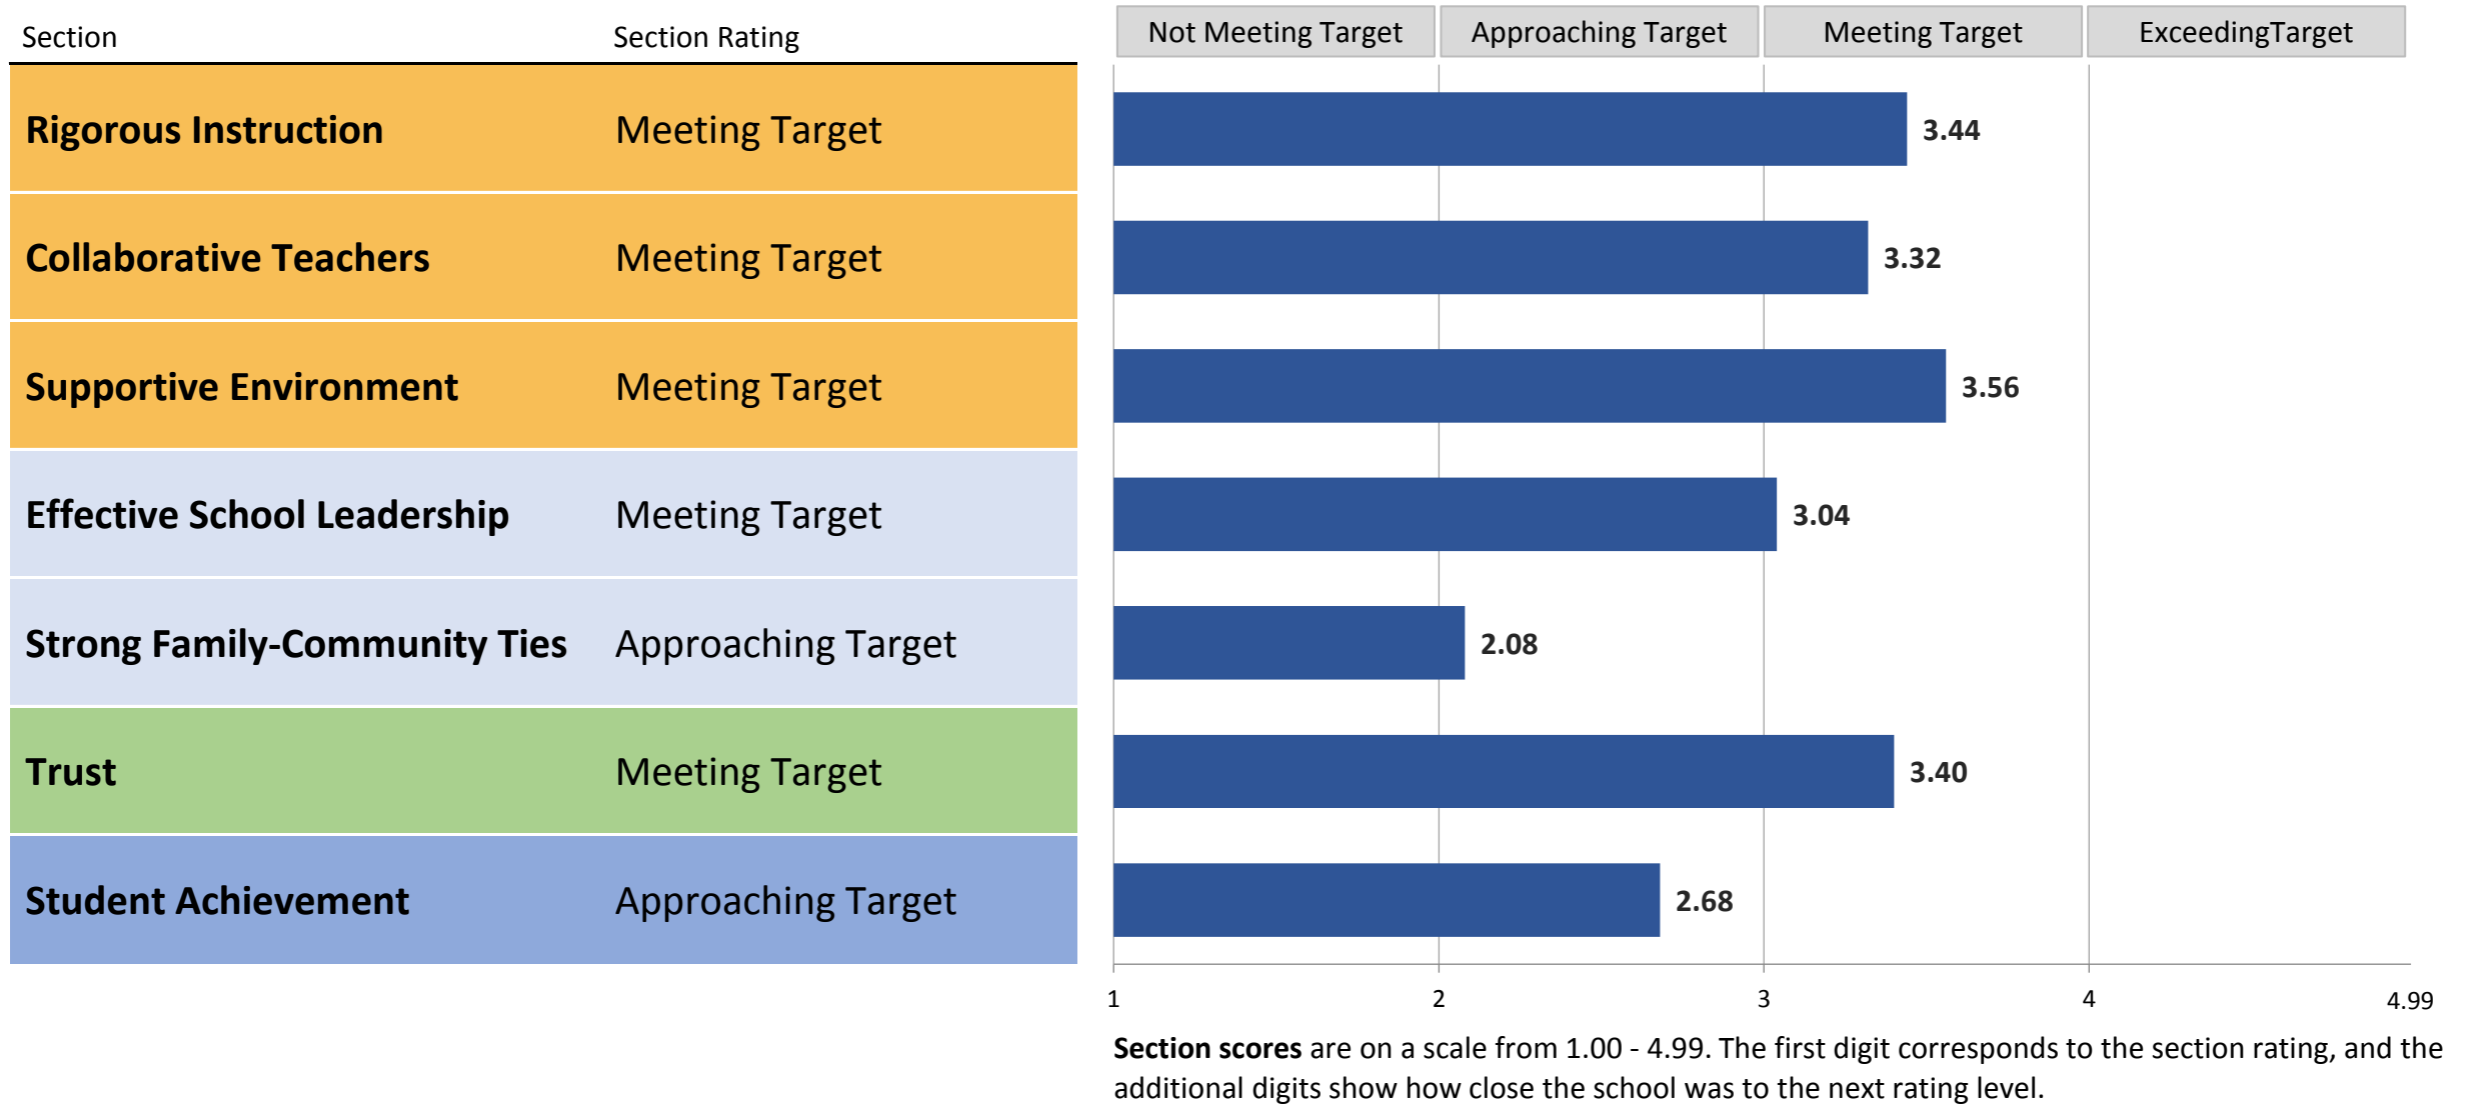 Section Section Rating Not Meeting Target Approaching Target Meeting Target ExceedingTarget
Rigorous Instruction Meeting Target 3.44
Collaborative Teachers Meeting Target 3.32
Supportive Environment Meeting Target 3.56
Effective School Leadership Meeting Target 3.04
Strong Family-Community Ties Approaching Target 2.08
Trust Meeting Target 3.40
Student Achievement Approaching Target 2.68
1 2 3 4 4.99
Section scores are on a scale from 1.00 - 4.99. The first digit corresponds to the section rating, and the
additional digits show how close the school was to the next rating level.